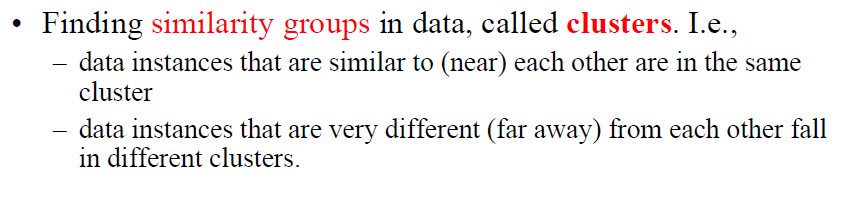 • Finding similarity groups in data, called clusters. I.e.,
– data instances that are similar to (near) each other are in the same
cluster
– data instances that are very different (far away) from each other fall
in different clusters.